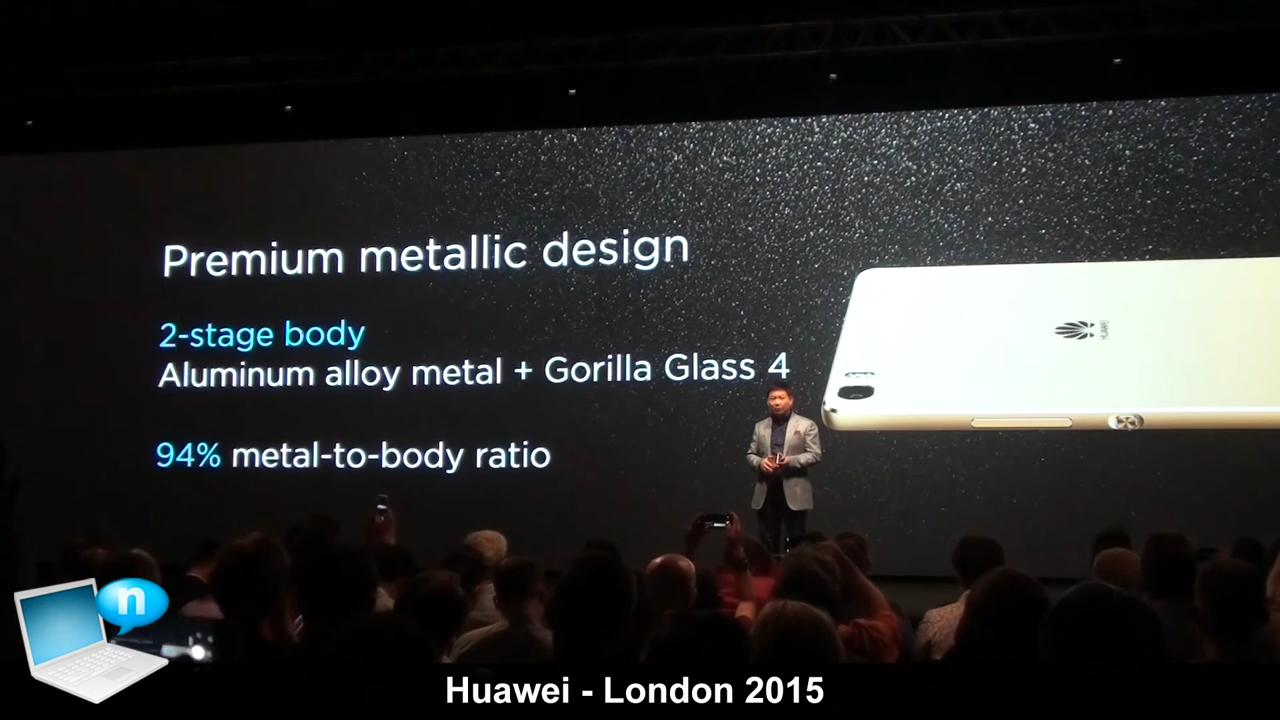 Premium metallic design
2-stage body
Aluminum alloy metal + Gorilla Glass 4
94% metal-to-body ratio
HUAWEI
n
Huawei - London 2015